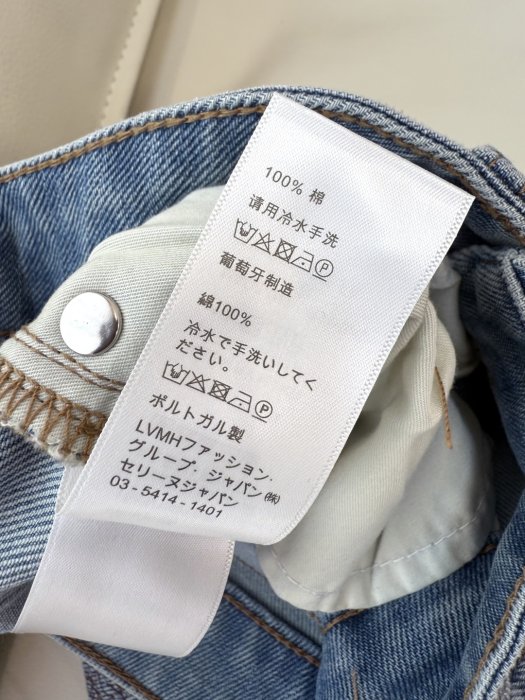 100% 棉
请用冷水手洗
葡萄牙制造
綿100%
冷水で手洗いしてく
ださい。
ポルトガル製
LVMHファッション.
グループ. ジャパン㈱
セリーヌジャパン
03-5414-1401